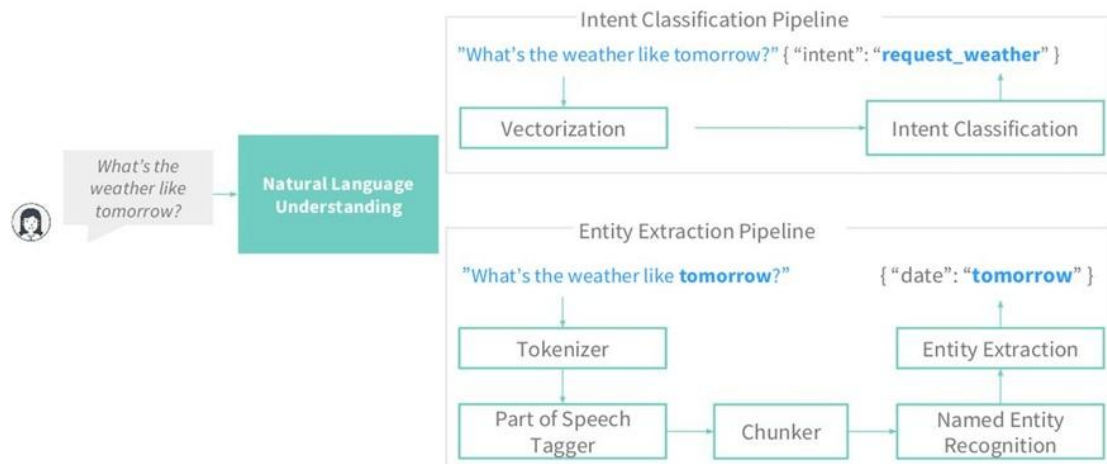 Intent Classification Pipeline
”What's the weather like tomorrow?” { “intent”: “request_weather” }
Vectorization
Intent Classification
What's the
weather like
tomorrow?
Natural Language
Understanding
Entity Extraction Pipeline
”What's the weather like tomorrow?”
{ “date”: “tomorrow” }
Tokenizer
Entity Extraction
Part of Speech
Tagger
Chunker
Named Entity
Recognition